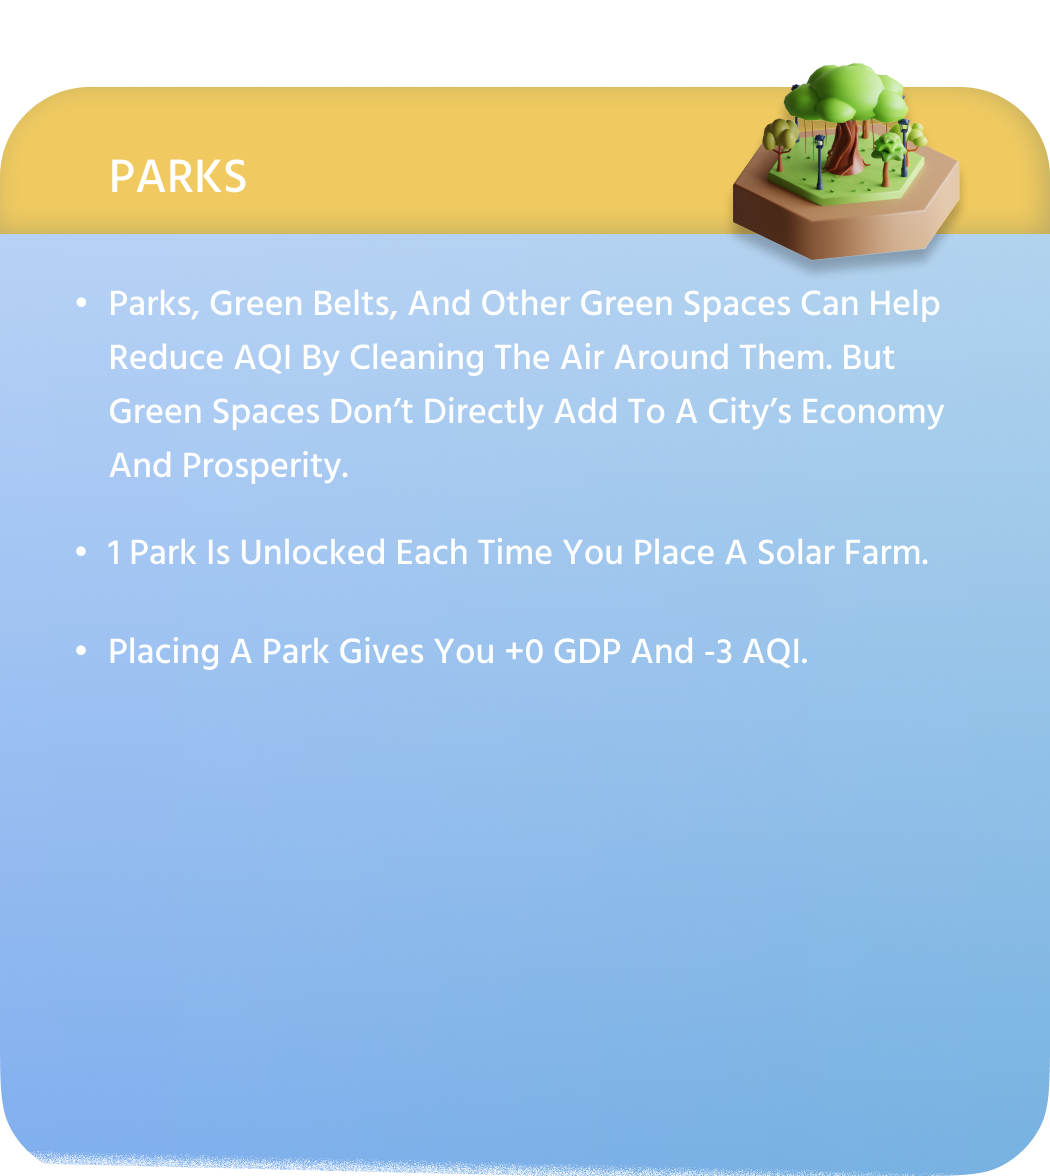 PARKS
• Parks, Green Belts, And Other Green Spaces Can Help
Reduce AQI By Cleaning The Air Around Them. But
Green Spaces Don’t Directly Add To A City’s Economy
And Prosperity.
• 1 Park Is Unlocked Each Time You Place A Solar Farm.
• Placing A Park Gives You +0 GDP And -3 AQI.